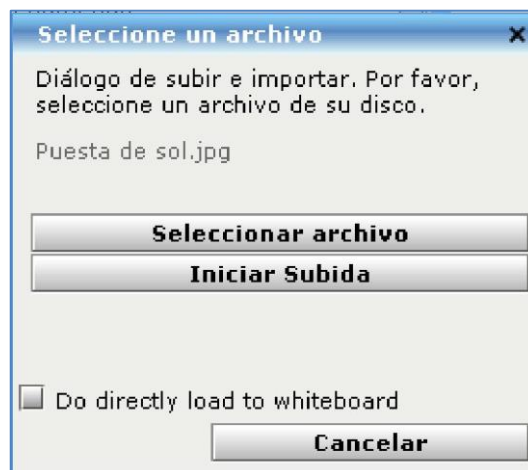 Seleccione un archivo
Diálogo de subir e importar. Por favor,
seleccione un archivo de su disco.
Puesta de sol.jpg
Seleccionar archivo
Iniciar Subida
Do directly load to whiteboard
Cancelar